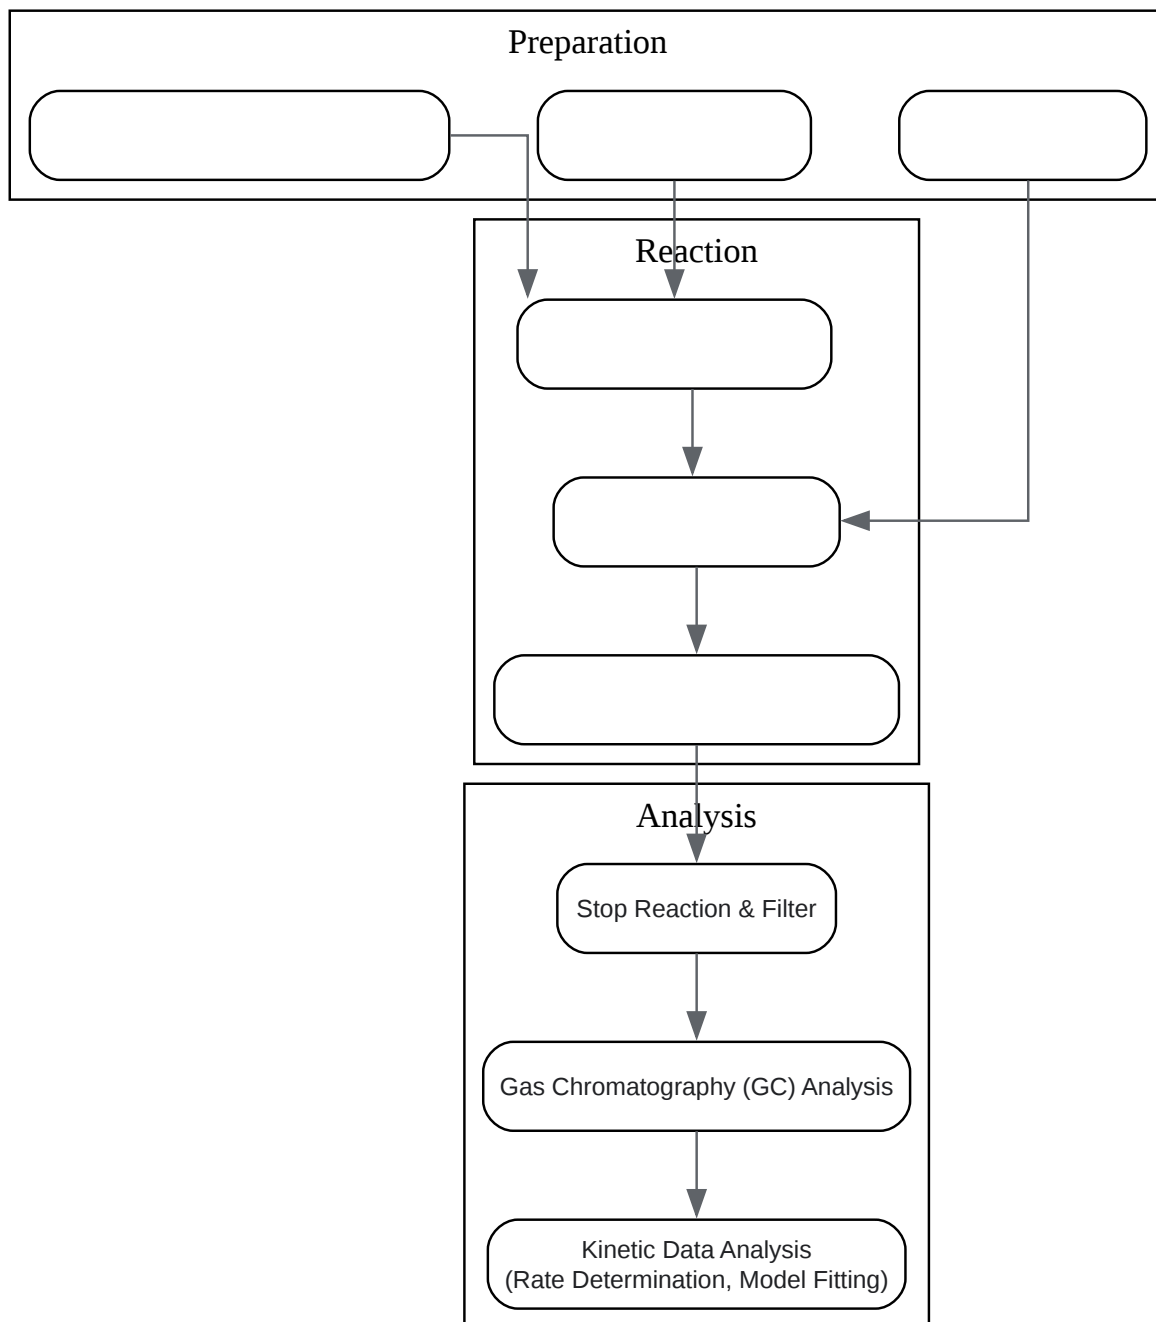 Preparation
Reaction
Analysis
Stop Reaction & Filter
Gas Chromatography (GC) Analysis
Kinetic Data Analysis
(Rate Determination, Model Fitting)